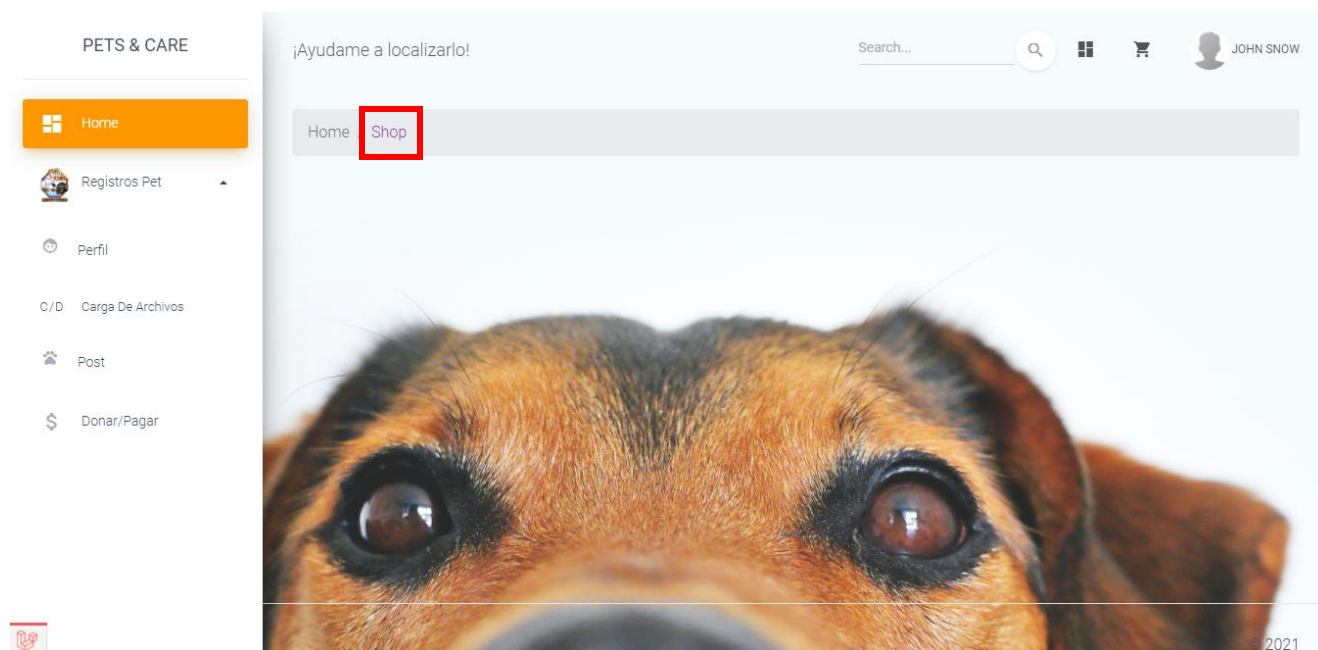 PETS & CARE
¡Ayudame a localizarlo!
Search...
JOHN SNOW
Home
Home / Shop
Registros Pet
Perfil
C/D Carga De Archivos
Post
$ Donar/Pagar
© 2021